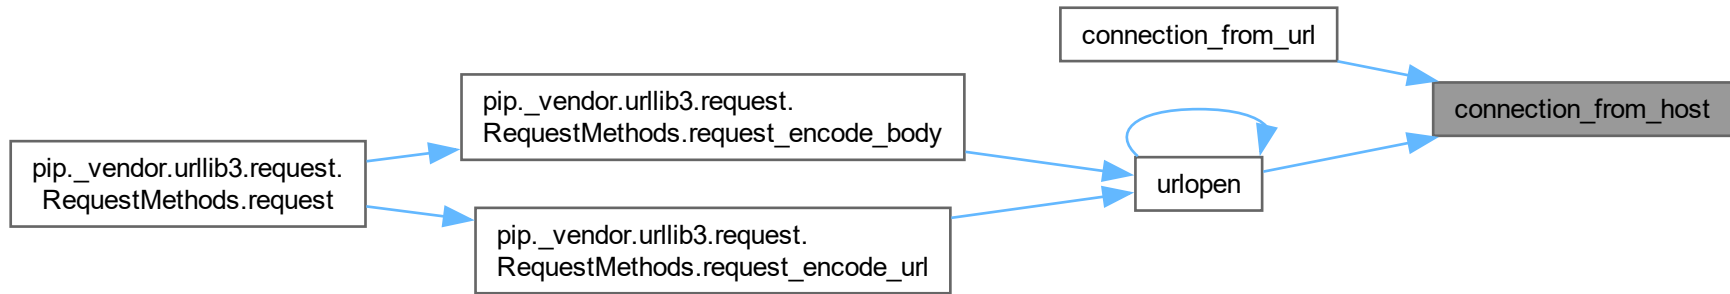 connection_from_url
connection_from_host
pip._vendor.urllib3.request.
RequestMethods.request_encode_body
pip._vendor.urllib3.request.
RequestMethods.request
urlopen
pip._vendor.urllib3.request.
RequestMethods.request_encode_url